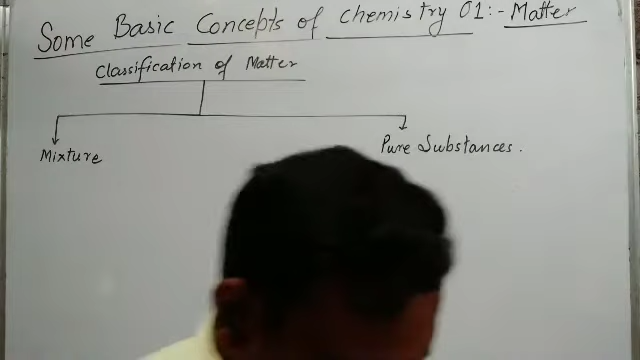 Some Basic Concepts of chemistry 01:- Matter
Classification of Matter
Mixture
Pure Substances.